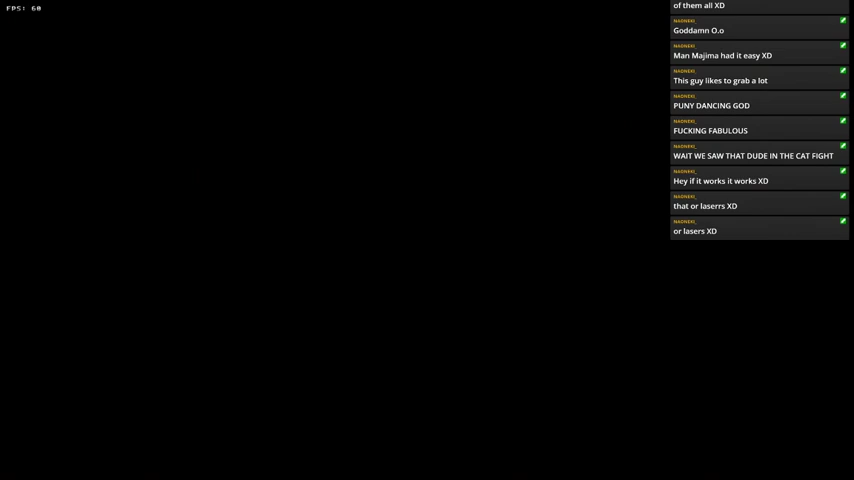 FPS: 60
of them all XD
NAONEKI_
Goddamn O.o
NAONEKI_
Man Majima had it easy XD
NAONEKI_
This guy likes to grab a lot
NAONEKI_
PUNY DANCING GOD
NAONEKI_
FUCKING FABULOUS
NAONEKI_
WAIT WE SAW THAT DUDE IN THE CAT FIGHT
NAONEKI_
Hey if it works it works XD
NAONEKI_
that or laserrs XD
NAONEKI_
or lasers XD